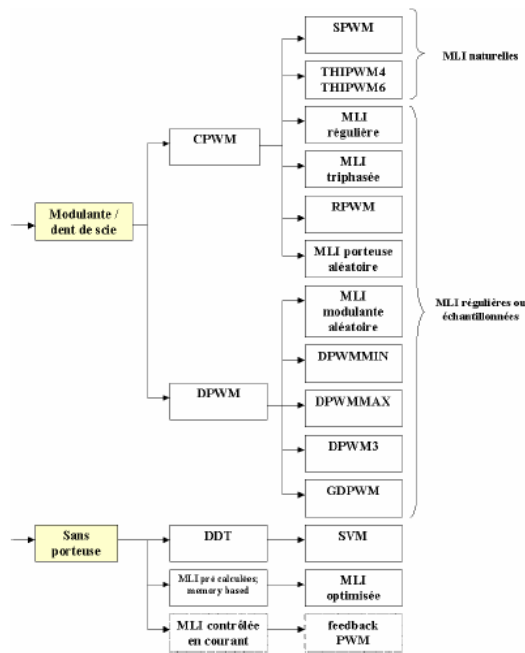 SPWM
MLI naturelles
THIPWM4
THIPWM6
MLI
régulière
CPWM
MLI
triphasée
Modulante /
dent de scie
RPWM
MLI porteuse
aléatoire
MLI
modulante
aléatoire
MLI régulières ou
échantillonnées
DPWMMIN
DPWM
DPWMMAX
DPWM3
GDPWM
Sans
porteuse
DDT
SVM
MLI pré calculées;
memory based
MLI
optimisée
MLI contrôlée
en courant
feedback
PWM